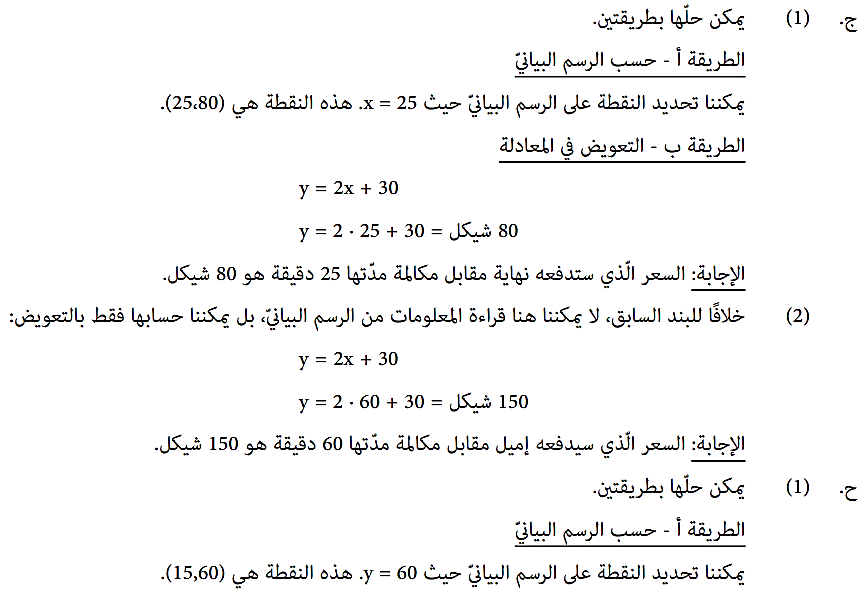 ج. (1) يمكن حلّها بطريقتين.
الطريقة أ - حسب الرسم البيانيّ
يمكننا تحديد النقطة على الرسم البيانيّ حيث x = 25. هذه النقطة هي (25،80).
الطريقة ب - التعويض في المعادلة
y = 2x + 30
y = 2 · 25 + 30 = شيكل 80
الإجابة: السعر الّذي ستدفعه نهاية مقابل مكالمة مدّتها 25 دقيقة هو 80 شيكل.
(2) خلافًا للبند السابق، لا يمكننا هنا قراءة المعلومات من الرسم البيانيّ، بل يمكننا حسابها فقط بالتعويض:
y = 2x + 30
y = 2 · 60 + 30 = شيكل 150
الإجابة: السعر الّذي سيدفعه إميل مقابل مكالمة مدّتها 60 دقيقة هو 150 شيكل.
ح. (1) يمكن حلّها بطريقتين.
الطريقة أ - حسب الرسم البيانيّ
يمكننا تحديد النقطة على الرسم البيانيّ حيث y = 60. هذه النقطة هي (15,60).